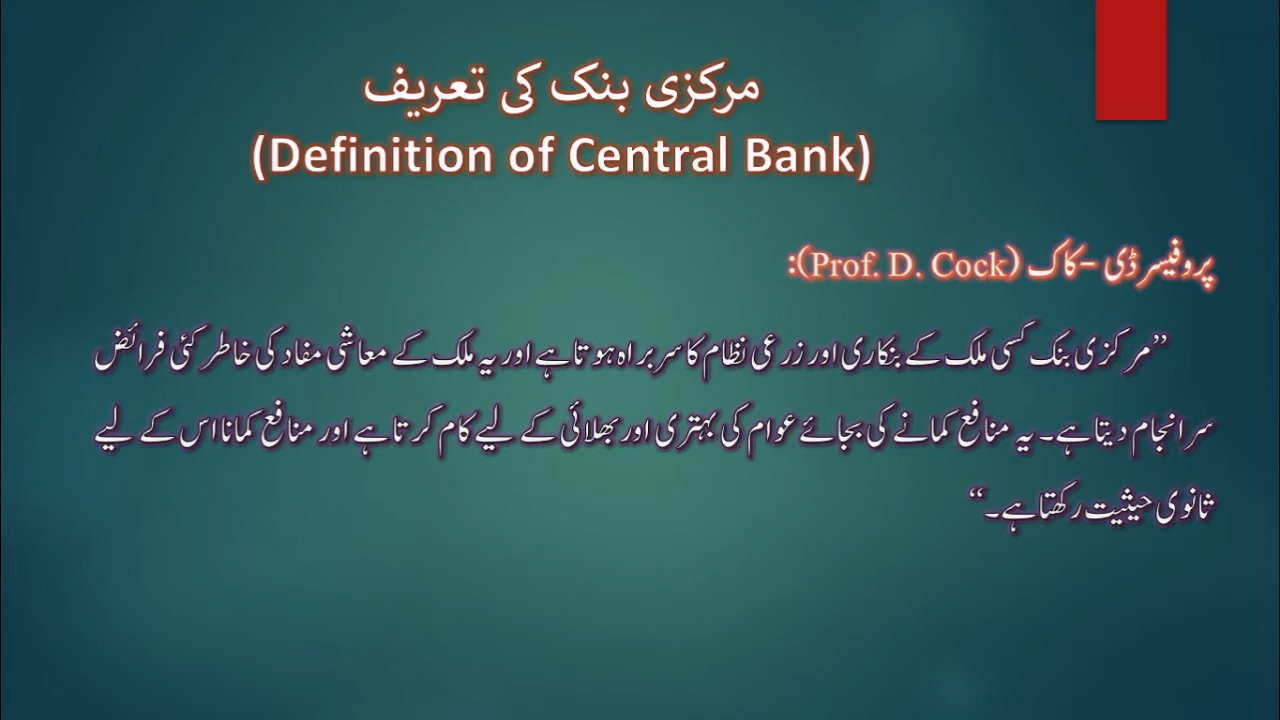 مرکزی بنک کی تعریف
(Definition of Central Bank)
پروفیسر ڈی-کاک (Prof. D. Cock):
”مرکزی بنک کسی ملک کے بنکاری اور زرعی نظام کا سربراہ ہوتا ہے اور یہ ملک کے معاشی مفاد کی خاطر کئی فرائض
سرانجام دیتا ہے۔ یہ منافع کمانے کی بجائے عوام کی بہتری اور بھلائی کے لیے کام کرتا ہے اور منافع کمانا اس کے لیے
ثانوی حیثیت رکھتا ہے۔“